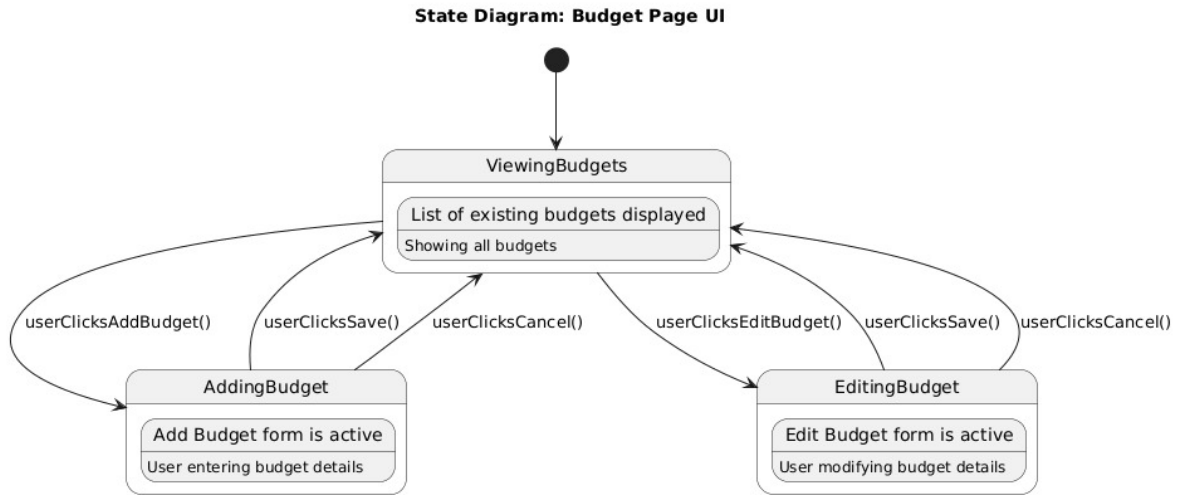 State Diagram: Budget Page UI
ViewingBudgets
List of existing budgets displayed
Showing all budgets
userClicksAddBudget()
userClicksSave()
userClicksCancel()
userClicksEditBudget()
userClicksSave()
userClicksCancel()
AddingBudget
Add Budget form is active
User entering budget details
EditingBudget
Edit Budget form is active
User modifying budget details